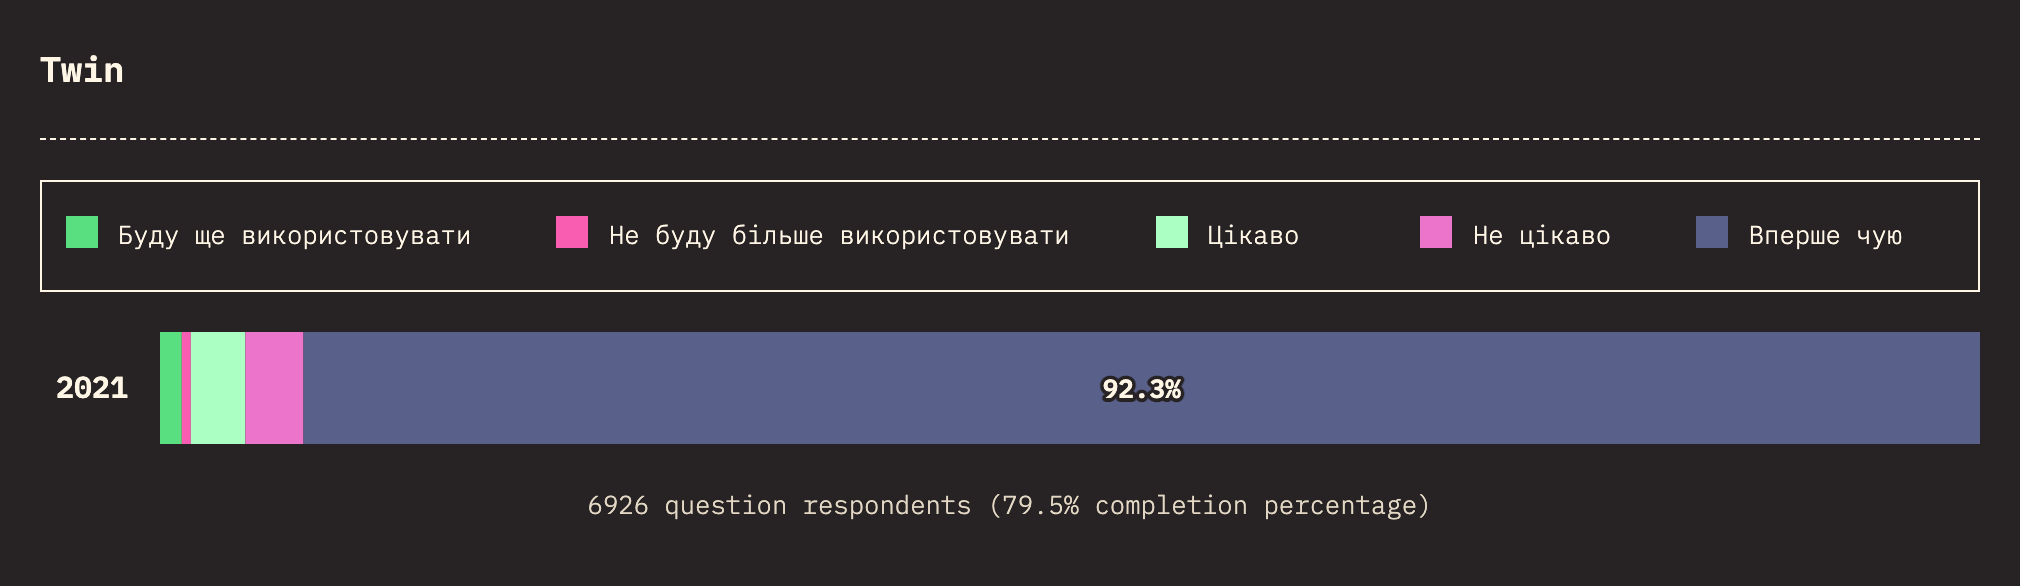 Twin
Буду ще використовувати
Не буду більше використовувати
Цікаво
Не цікаво
Вперше чую
2021
92.3%
6926 question respondents (79.5% completion percentage)